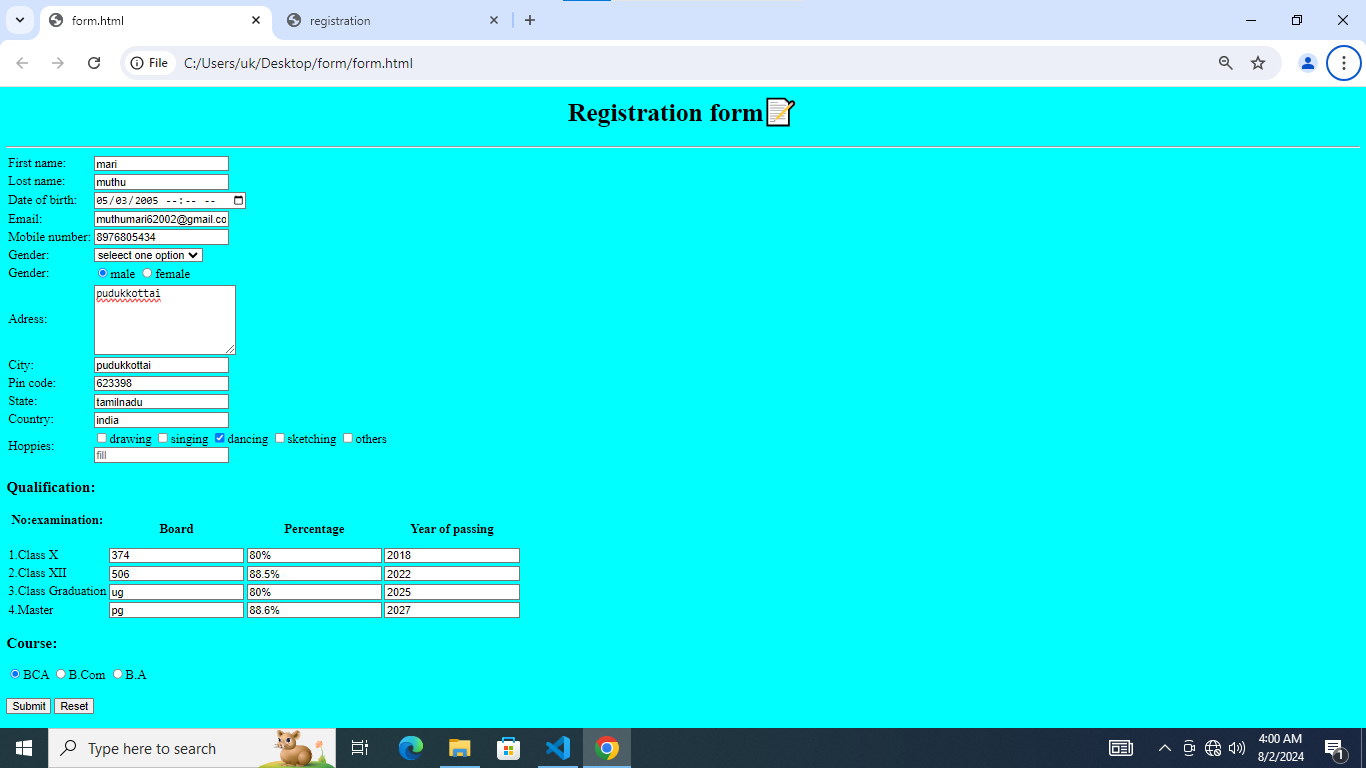 form.html
registration
File
C:/Users/uk/Desktop/form/form.html
Registration form
First name: mari
Lost name: muthu
Date of birth: 05/03/2005 --:-- --
Email: muthumari62002@gmail.co
Mobile number: 8976805434
Gender: seleect one option
Gender: male female
Adress: pudukkottai
City: pudukkottai
Pin code: 623398
State: tamilnadu
Country: india
Hoppies: drawing singing dancing sketching others
fill
Qualification:
No:examination: Board Percentage Year of passing
1.Class X 374 80% 2018
2.Class XII 506 88.5% 2022
3.Class Graduation ug 80% 2025
4.Master pg 88.6% 2027
Course:
BCA B.Com B.A
Submit Reset
Type here to search
4:00 AM
8/2/2024
1